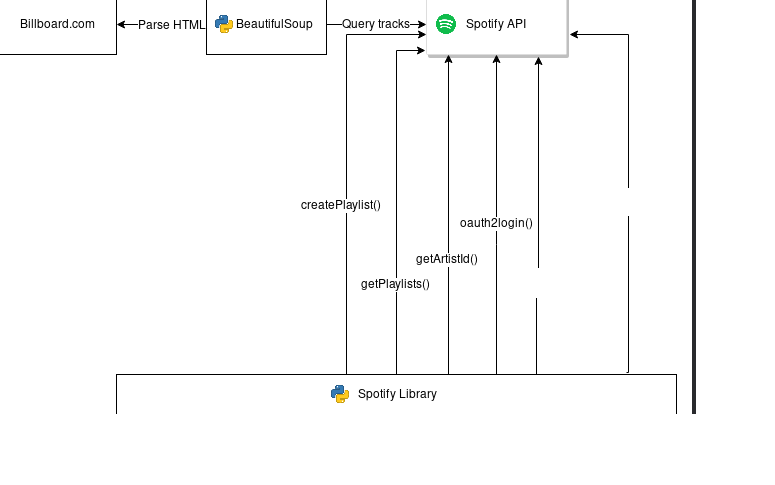 Billboard.com
Parse HTML
BeautifulSoup
Query tracks
Spotify API
createPlaylist()
oauth2login()
getArtistId()
getPlaylists()
Spotify Library